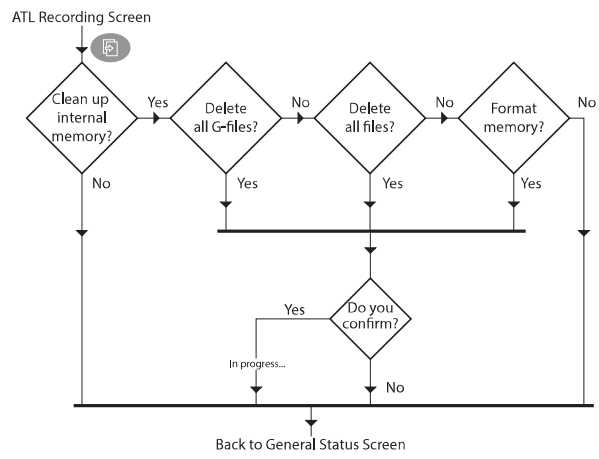 ATL Recording Screen
Clean up
internal
memory?
Yes
Delete
all G-files?
No
Delete
all files?
No
Format
memory?
No
No
Yes
Yes
Yes
Do you
confirm?
Yes
In progress...
No
Back to General Status Screen